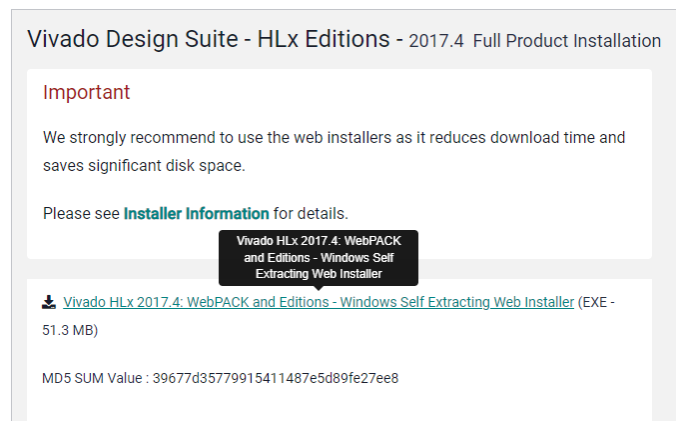 Vivado Design Suite - HLx Editions - 2017.4 Full Product Installation
Important
We strongly recommend to use the web installers as it reduces download time and
saves significant disk space.
Please see Installer Information for details.
Vivado HLx 2017.4: WebPACK
and Editions - Windows Self
Extracting Web Installer
Vivado HLx 2017.4: WebPACK and Editions - Windows Self Extracting Web Installer (EXE -
51.3 MB)
MD5 SUM Value : 39677d35779915411487e5d89fe27ee8